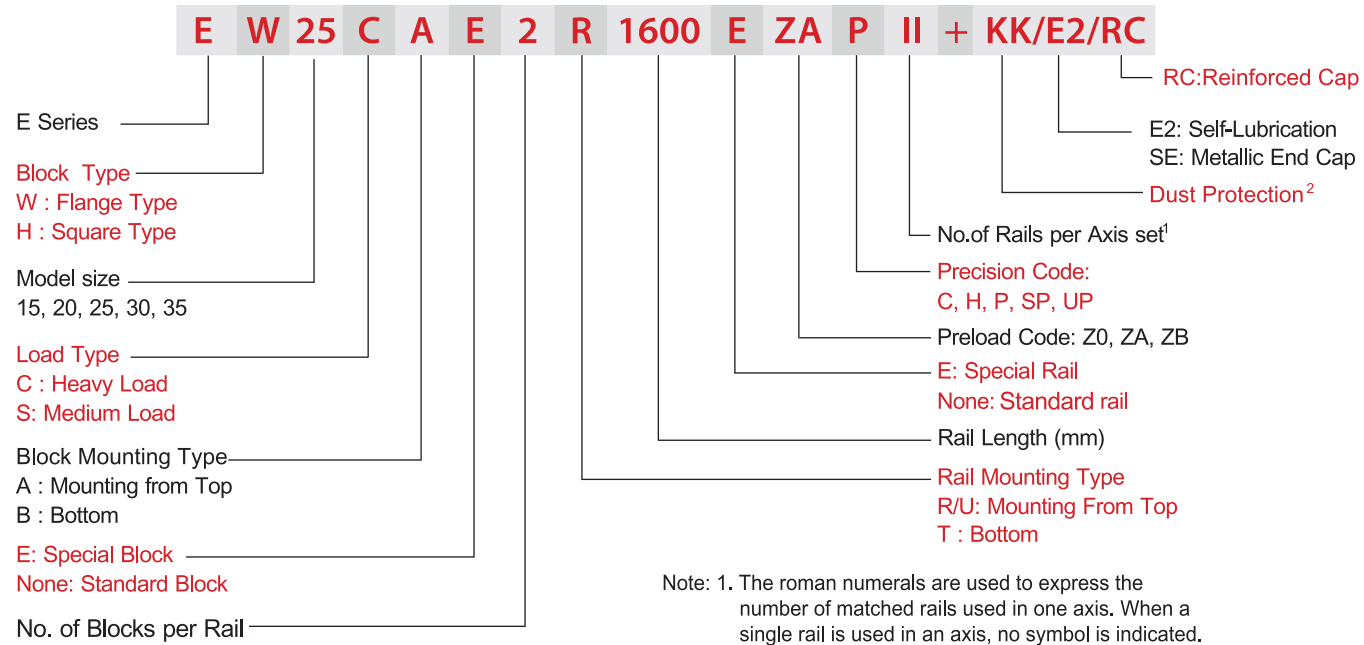 E W 25 C A E 2 R 1600 E ZA P II + KK/E2/RC
E Series
Block Type
W : Flange Type
H : Square Type
Model size
15, 20, 25, 30, 35
Load Type
C : Heavy Load
S: Medium Load
Block Mounting Type
A : Mounting from Top
B : Bottom
E: Special Block
None: Standard Block
No. of Blocks per Rail
RC:Reinforced Cap
E2: Self-Lubrication
SE: Metallic End Cap
Dust Protection²
No.of Rails per Axis set¹
Precision Code:
C, H, P, SP, UP
Preload Code: Z0, ZA, ZB
E: Special Rail
None: Standard rail
Rail Length (mm)
Rail Mounting Type
R/U: Mounting From Top
T : Bottom
Note: 1. The roman numerals are used to express the
number of matched rails used in one axis. When a
single rail is used in an axis, no symbol is indicated.